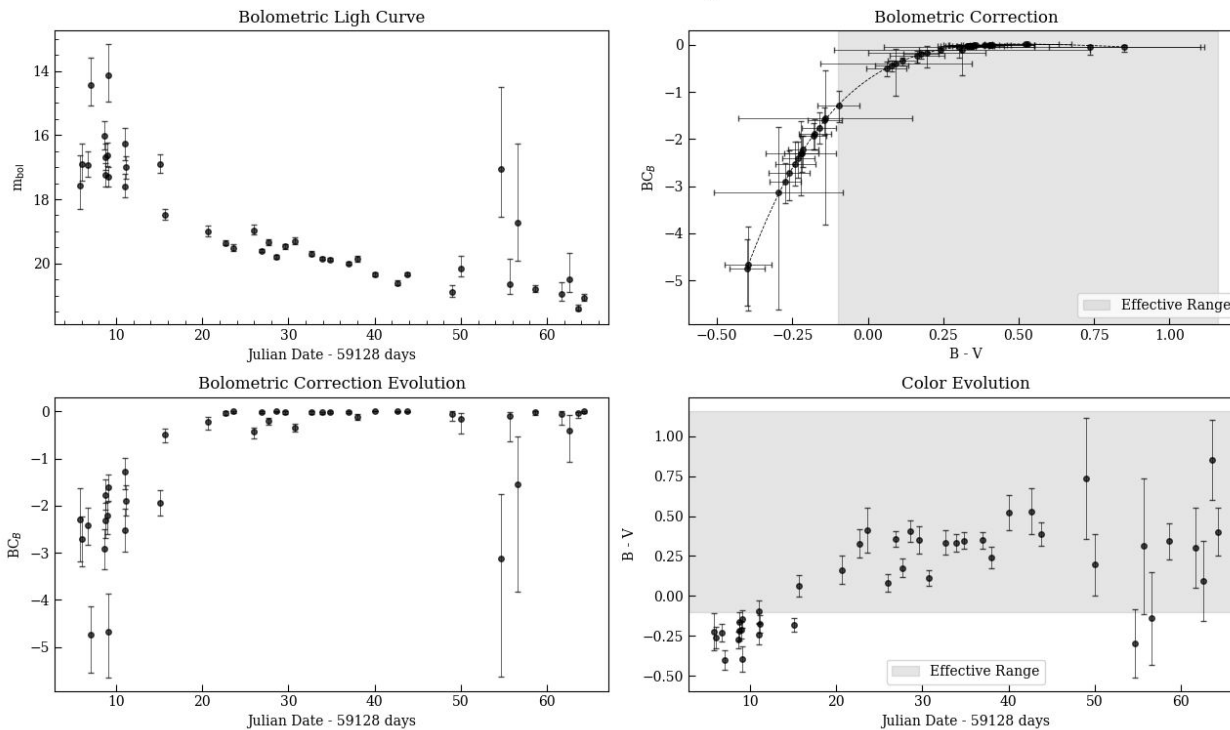 Bolometric Ligh Curve
14
16
18
20
m_bol
10 20 30 40 50 60
Julian Date - 59128 days
Bolometric Correction
0
−1
−2
−3
−4
−5
BC_B
Effective Range
−0.50 −0.25 0.00 0.25 0.50 0.75 1.00
B - V
Bolometric Correction Evolution
0
−1
−2
−3
−4
−5
BC_B
10 20 30 40 50 60
Julian Date - 59128 days
Color Evolution
1.00
0.75
0.50
0.25
0.00
−0.25
−0.50
B - V
Effective Range
10 20 30 40 50 60
Julian Date - 59128 days